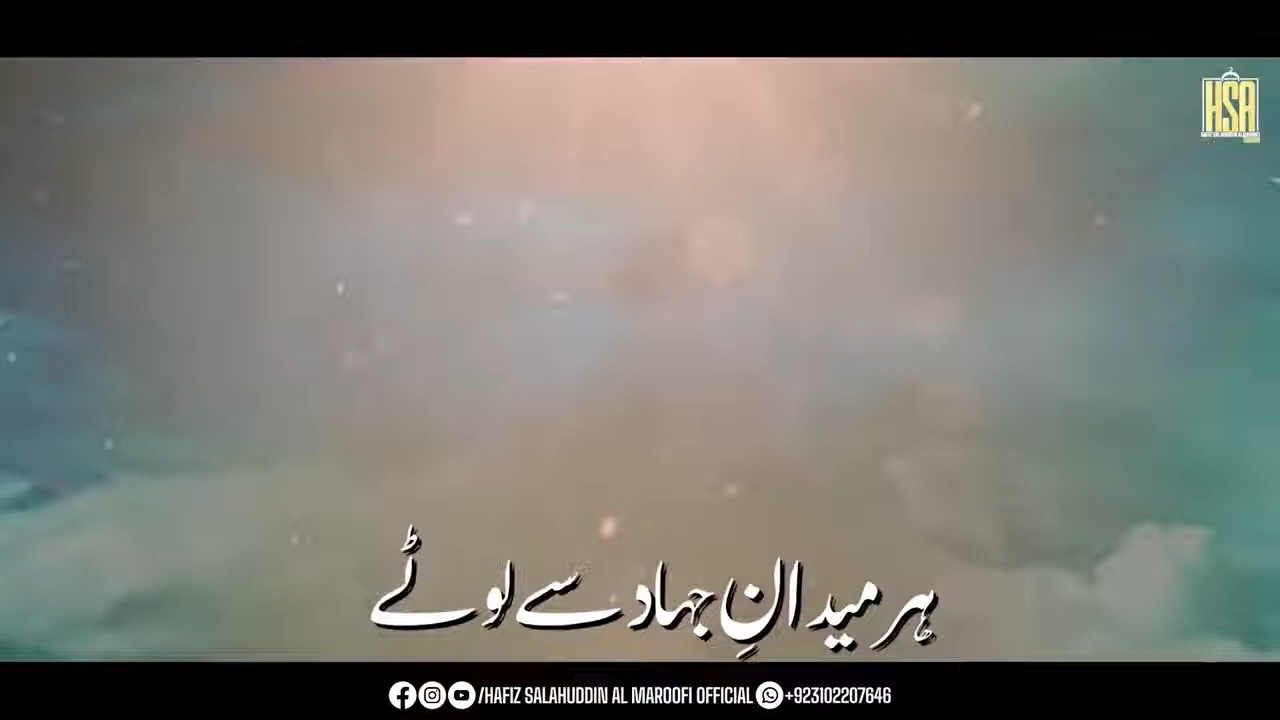 HSA
ہر میدانِ جہاد سے لوٹے
/HAFIZ SALAHUDDIN AL MAROOFI OFFICIAL +923102207646